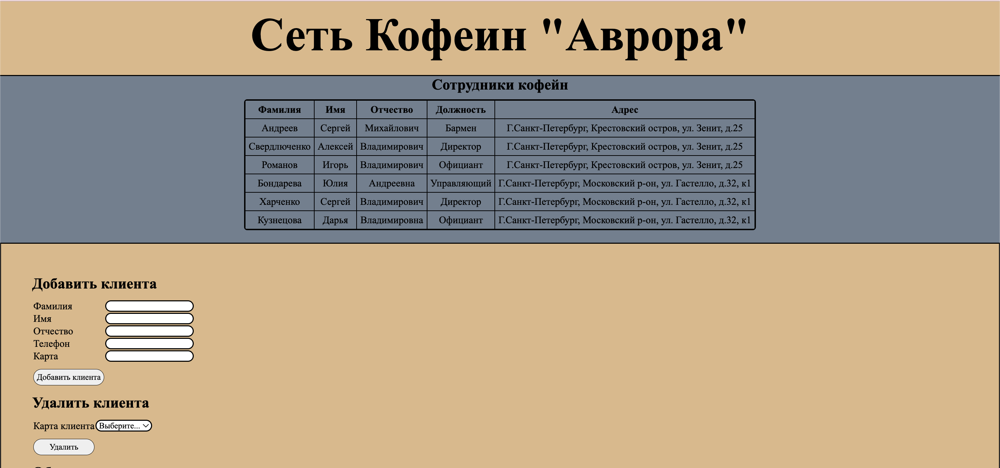 Сеть Кофеин "Аврора"
Сотрудники кофейн
Фамилия Имя Отчество Должность Адрес
Андреев Сергей Михайлович Бармен Г.Санкт-Петербург, Крестовский остров, ул. Зенит, д.25
Свердлюченко Алексей Владимирович Директор Г.Санкт-Петербург, Крестовский остров, ул. Зенит, д.25
Романов Игорь Владимирович Официант Г.Санкт-Петербург, Крестовский остров, ул. Зенит, д.25
Бондарева Юлия Андреевна Управляющий Г.Санкт-Петербург, Московский р-он, ул. Гастелло, д.32, к1
Харченко Сергей Владимирович Директор Г.Санкт-Петербург, Московский р-он, ул. Гастелло, д.32, к1
Кузнецова Дарья Владимировна Официант Г.Санкт-Петербург, Московский р-он, ул. Гастелло, д.32, к1
Добавить клиента
Фамилия
Имя
Отчество
Телефон
Карта
Добавить клиента
Удалить клиента
Карта клиента Выберите...
Удалить